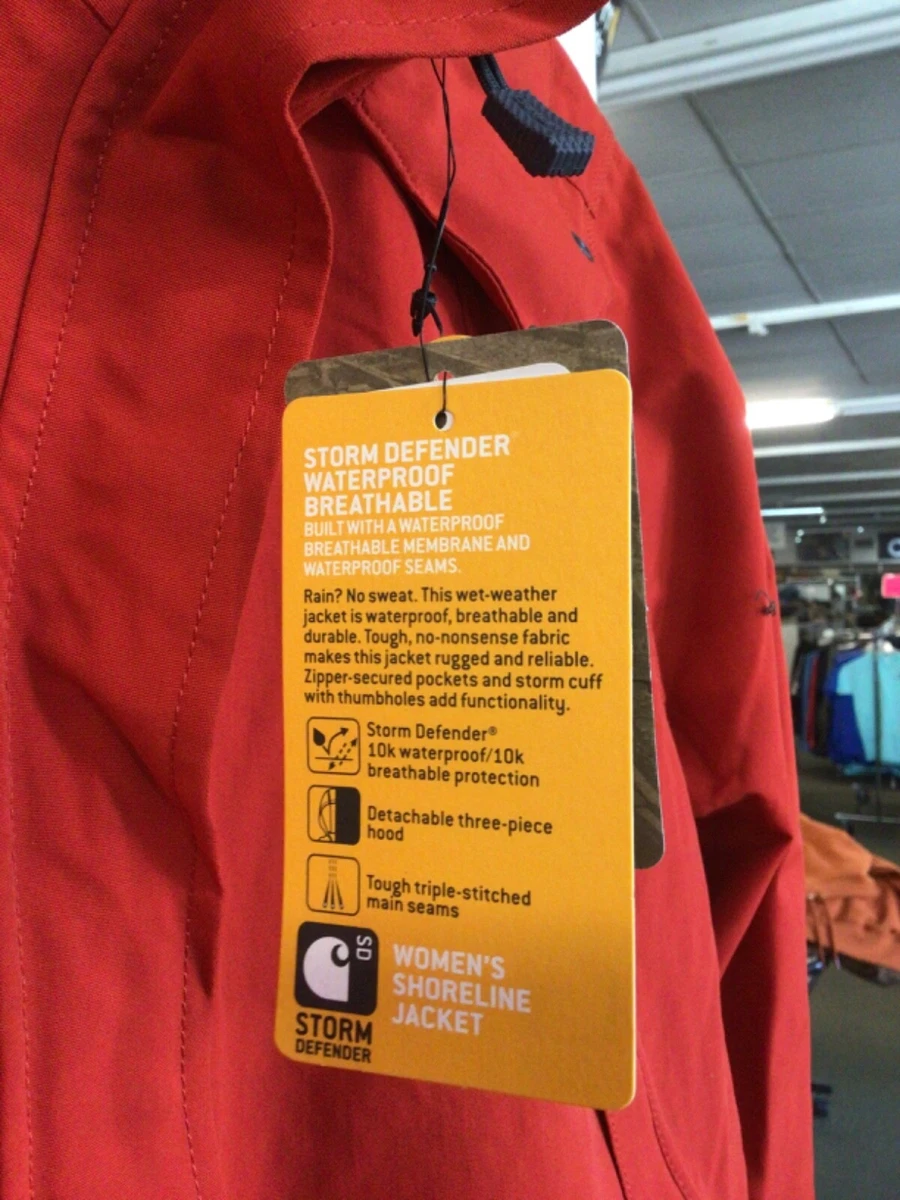 STORM DEFENDER®
WATERPROOF
BREATHABLE
BUILT WITH A WATERPROOF
BREATHABLE MEMBRANE AND
WATERPROOF SEAMS.
Rain? No sweat. This wet-weather
jacket is waterproof, breathable and
durable. Tough, no-nonsense fabric
makes this jacket rugged and reliable.
Zipper-secured pockets and storm cuff
with thumbholes add functionality.
Storm Defender®
10k waterproof/10k
breathable protection
Detachable three-piece
hood
Tough triple-stitched
main seams
SD
STORM
DEFENDER
WOMEN'S
SHORELINE
JACKET